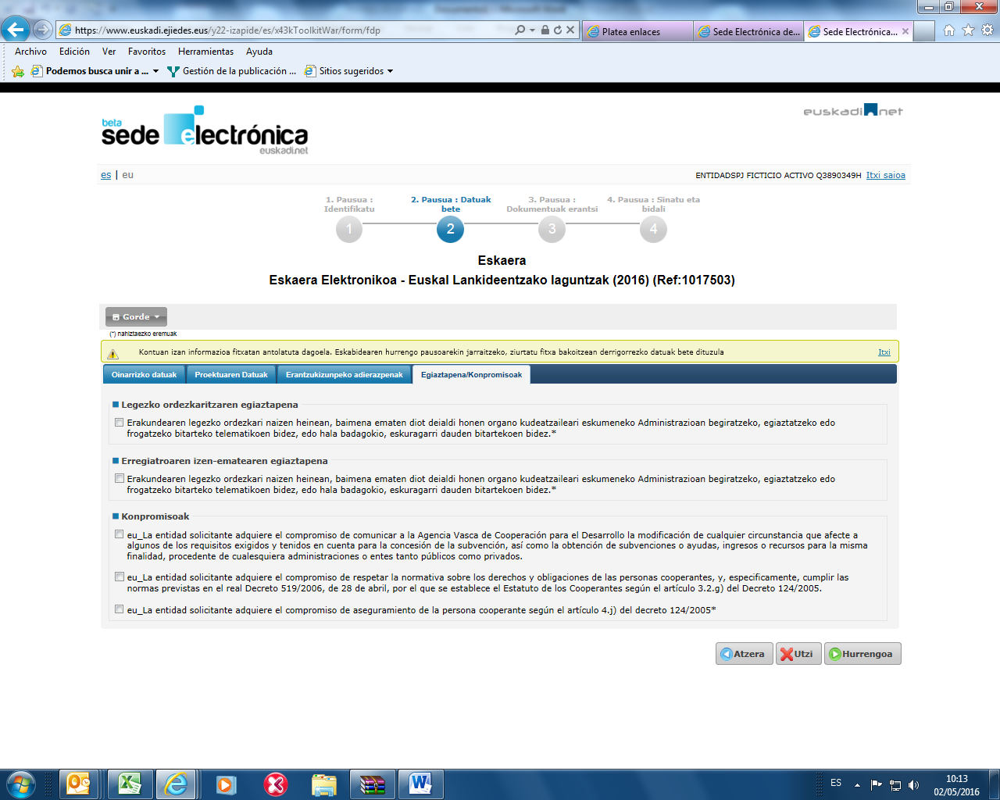 https://www.euskadi.ejiedes.eus/y22-izapide/es/x43kToolkitWar/form/fdp
Platea enlaces
Sede Electrónica de...
Sede Electrónica...
Archivo Edición Ver Favoritos Herramientas Ayuda
Podemos busca unir a ... Gestión de la publicación ... Sitios sugeridos
beta
sede electrónica
euskadi.net
euskadi net
es | eu
ENTIDADSPJ FICTICIO ACTIVO Q3890349H Itxi saioa
1. Pausua : Identifikatu
2. Pausua : Datuak bete
3. Pausua : Dokumentuak erantsi
4. Pausua : Sinatu eta bidali
1 2 3 4
Eskaera
Eskaera Elektronikoa - Euskal Lankideentzako laguntzak (2016) (Ref:1017503)
Gorde
(*) nahiztaezko eremuak
Kontuan izan informazioa fitxatan antolatuta dagoela. Eskabidearen hurrengo pausoarekin jarraitzeko, ziurtatu fitxa bakoitzean derrigorrezko datuak bete dituzula
Itxi
Oinarrizko datuak Proektuaren Datuak Erantzukizunpeko adierazpenak Egiaztapena/Konpromisoak
Legezko ordezkaritzaren egiaztapena
Erakundearen legezko ordezkari naizen heinean, baimena ematen diot deialdi honen organo kudeatzaileari eskumeneko Administrazioan begiratzeko, egiaztatzeko edo
frogatzeko bitarteko telematikoen bidez, edo hala badagokio, eskuragarri dauden bitartekoen bidez.*
Erregiatroaren izen-ematearen egiaztapena
Erakundearen legezko ordezkari naizen heinean, baimena ematen diot deialdi honen organo kudeatzaileari eskumeneko Administrazioan begiratzeko, egiaztatzeko edo
frogatzeko bitarteko telematikoen bidez, edo hala badagokio, eskuragarri dauden bitartekoen bidez.*
Konpromisoak
eu_La entidad solicitante adquiere el compromiso de comunicar a la Agencia Vasca de Cooperación para el Desarrollo la modificación de cualquier circunstancia que afecte a
algunos de los requisitos exigidos y tenidos en cuenta para la concesión de la subvención, así como la obtención de subvenciones o ayudas, ingresos o recursos para la misma
finalidad, procedente de cualesquiera administraciones o entes tanto públicos como privados.
eu_La entidad solicitante adquiere el compromiso de respetar la normativa sobre los derechos y obligaciones de las personas cooperantes, y, especificamente, cumplir las
normas previstas en el real Decreto 519/2006, de 28 de abril, por el que se establece el Estatuto de los Cooperantes según el artículo 3.2.g) del Decreto 124/2005.
eu_La entidad solicitante adquiere el compromiso de aseguramiento de la persona cooperante según el artículo 4.j) del decreto 124/2005*
Atzera Utzi Hurrengoa
ES
10:13
02/05/2016